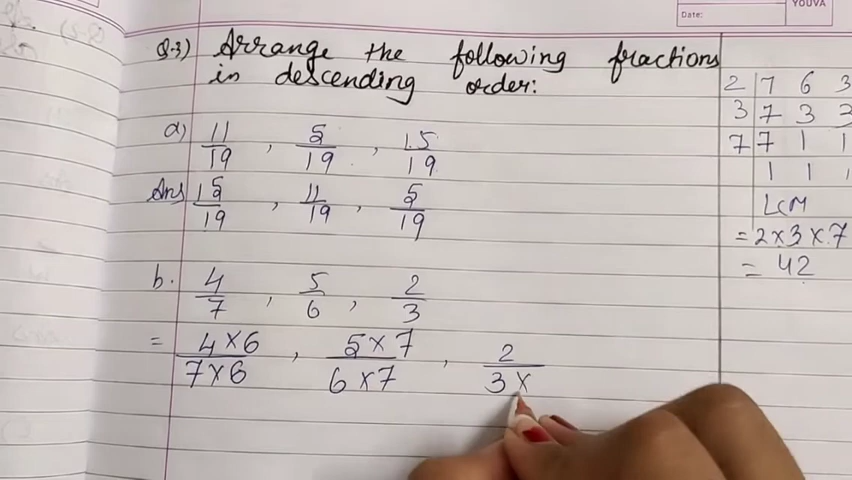 Date:
YOUVA
Q.3) Arrange the following fractions
in descending order:
a) 11/19 , 5/19 , 15/19
Ans 15/19 , 11/19 , 5/19
b. 4/7 , 5/6 , 2/3
= 4×6/7×6 , 5×7/6×7 , 2/3×
2 | 7 6 3
3 | 7 3 3
7 | 7 1 1
1 1 1
LCM
= 2×3×7
= 42